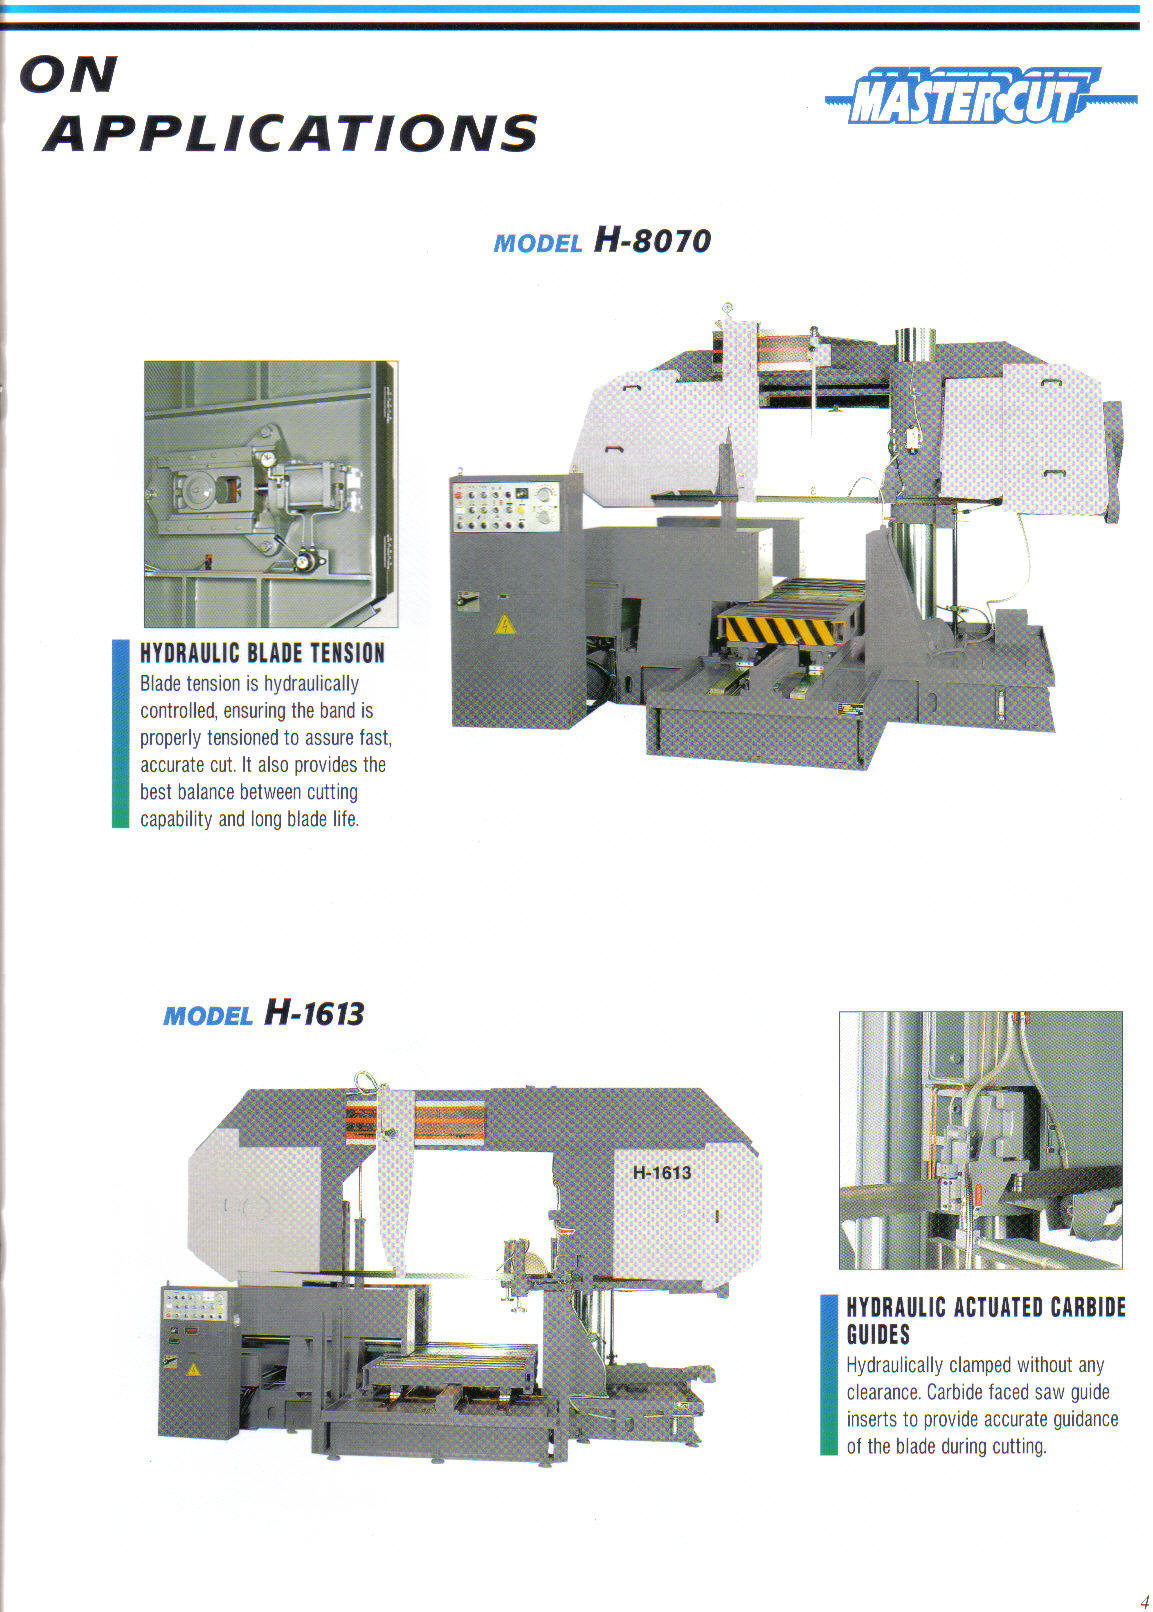 ON
APPLICATIONS
MASTER•CUT
MODEL H-8070
HYDRAULIC BLADE TENSION
Blade tension is hydraulically
controlled, ensuring the band is
properly tensioned to assure fast,
accurate cut. It also provides the
best balance between cutting
capability and long blade life.
MODEL H-1613
H-1613
HYDRAULIC ACTUATED CARBIDE
GUIDES
Hydraulically clamped without any
clearance. Carbide faced saw guide
inserts to provide accurate guidance
of the blade during cutting.
4